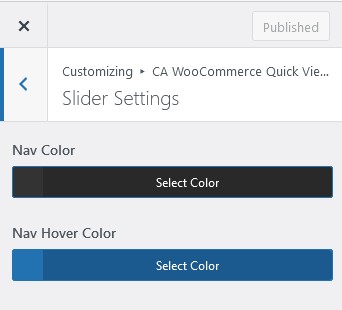 Published
Customizing ▸ CA WooCommerce Quick Vie...
Slider Settings
Nav Color
Select Color
Nav Hover Color
Select Color